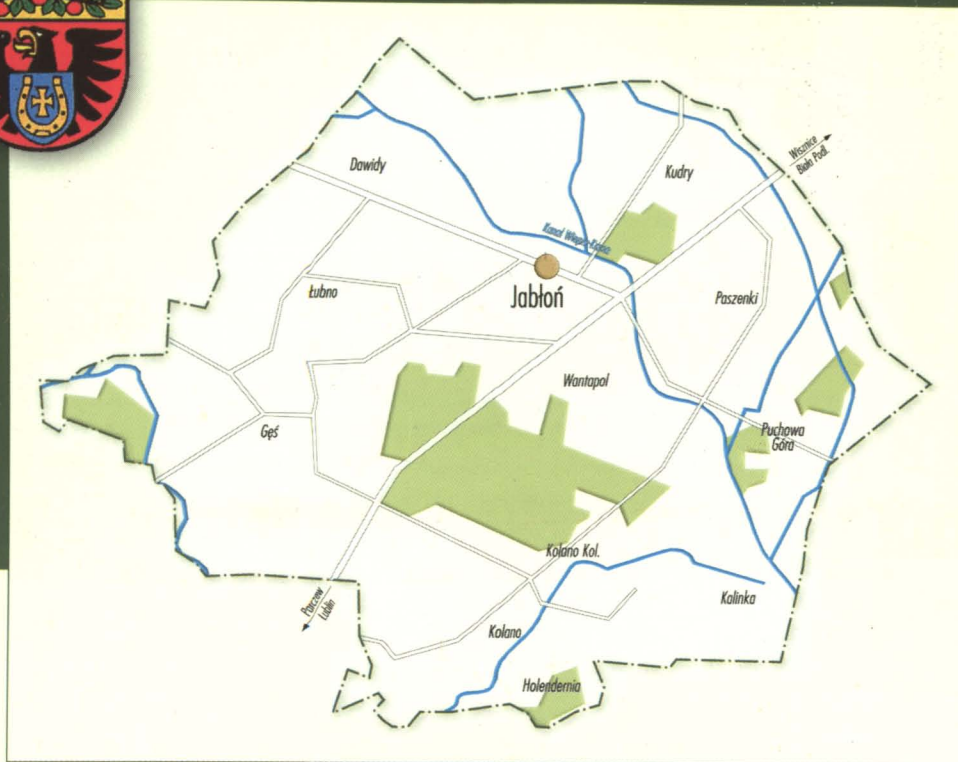 Wisznice
Biała Podl.
Dawidy
Kudry
Kanał Wieprz-Krzna
Jabłoń
Łubno
Paszenki
Wantapol
Gęś
Puchowa
Góra
Kolano Kol.
Kalinka
Parczew
Lublin
Kolano
Holendernia